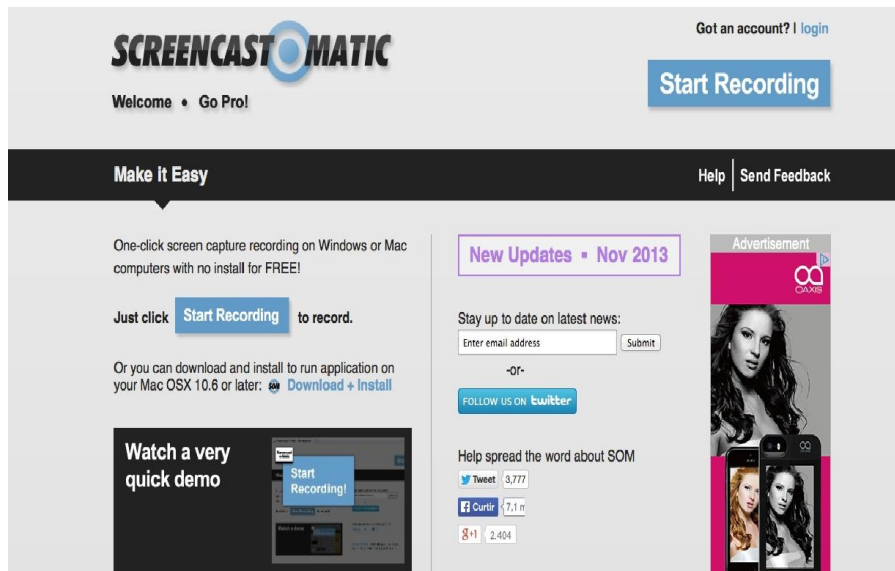 SCREENCAST O MATIC
Got an account? | login
Start Recording
Welcome • Go Pro!
Make it Easy
Help | Send Feedback
One-click screen capture recording on Windows or Mac
computers with no install for FREE!
Just click Start Recording to record.
Or you can download and install to run application on
your Mac OSX 10.6 or later: SOM Download + Install
Watch a very
quick demo
Start
Recording!
New Updates ▪ Nov 2013
Stay up to date on latest news:
Enter email address Submit
-or-
FOLLOW US ON twitter
Help spread the word about SOM
Tweet 3,777
Curtir 7,1 m
g+1 2.404
Advertisement
OAXIS